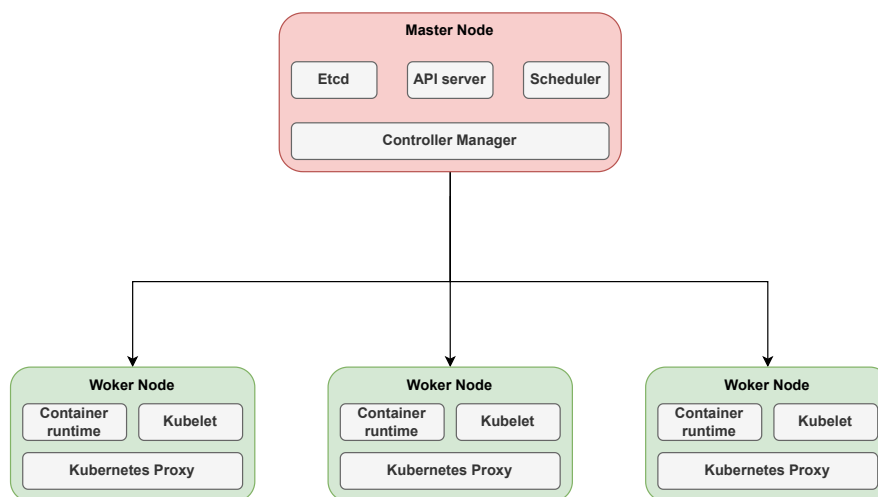 Master Node
Etcd
API server
Scheduler
Controller Manager
Woker Node
Container
runtime
Kubelet
Kubernetes Proxy
Woker Node
Container
runtime
Kubelet
Kubernetes Proxy
Woker Node
Container
runtime
Kubelet
Kubernetes Proxy